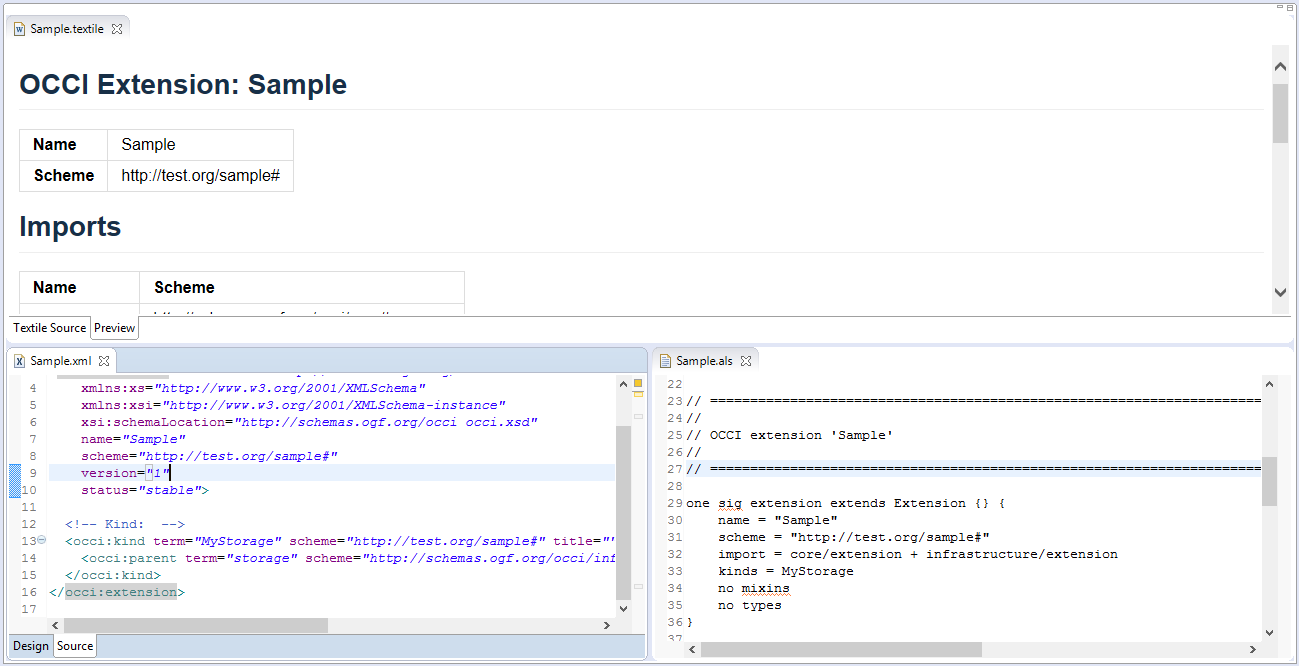 Sample.textile
OCCI Extension: Sample
Name Sample
Scheme http://test.org/sample#
Imports
Name Scheme
Textile Source Preview
Sample.xml
4 xmlns:xs="http://www.w3.org/2001/XMLSchema"
5 xmlns:xsi="http://www.w3.org/2001/XMLSchema-instance"
6 xsi:schemaLocation="http://schemas.ogf.org/occi occi.xsd"
7 name="Sample"
8 scheme="http://test.org/sample#"
9 version="1"
10 status="stable">
11
12 <!-- Kind:  -->
13 <occi:kind term="MyStorage" scheme="http://test.org/sample#" title="'
14 <occi:parent term="storage" scheme="http://schemas.ogf.org/occi/inf
15 </occi:kind>
16 </occi:extension>
17
Design Source
Sample.als
22
23 // ==============================================================================
24 //
25 // OCCI extension 'Sample'
26 //
27 // ==============================================================================
28
29 one sig extension extends Extension {} {
30 name = "Sample"
31 scheme = "http://test.org/sample#"
32 import = core/extension + infrastructure/extension
33 kinds = MyStorage
34 no mixins
35 no types
36 }
37